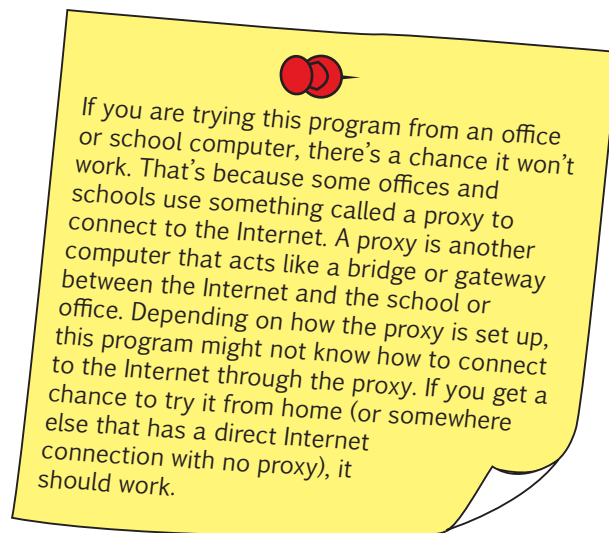 If you are trying this program from an office
or school computer, there's a chance it won't
work. That's because some offices and
schools use something called a proxy to
connect to the Internet. A proxy is another
computer that acts like a bridge or gateway
between the Internet and the school or
office. Depending on how the proxy is set up,
this program might not know how to connect
to the Internet through the proxy. If you get a
chance to try it from home (or somewhere
else that has a direct Internet
connection with no proxy), it
should work.